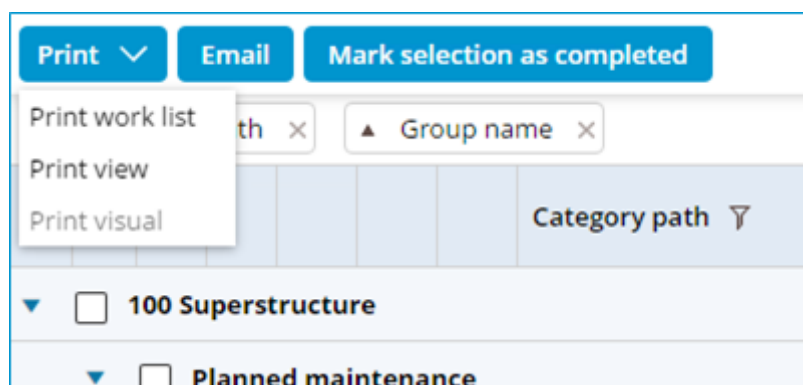 Print Email Mark selection as completed
Print work list
th Group name
Print view
Print visual
Category path
100 Superstructure
Planned maintenance